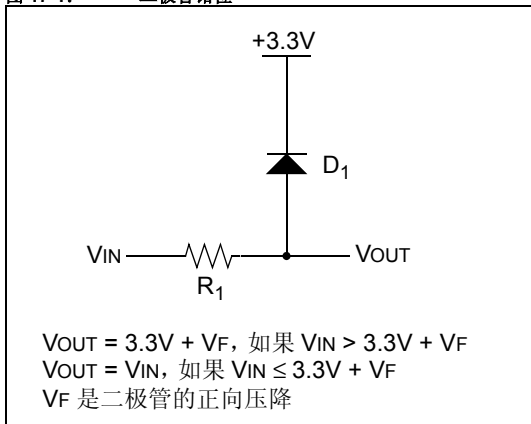 +3.3V
D1
VIN
R1
VOUT
VOUT = 3.3V + VF, 如果 VIN > 3.3V + VF
VOUT = VIN, 如果 VIN ≤ 3.3V + VF
VF 是二极管的正向压降